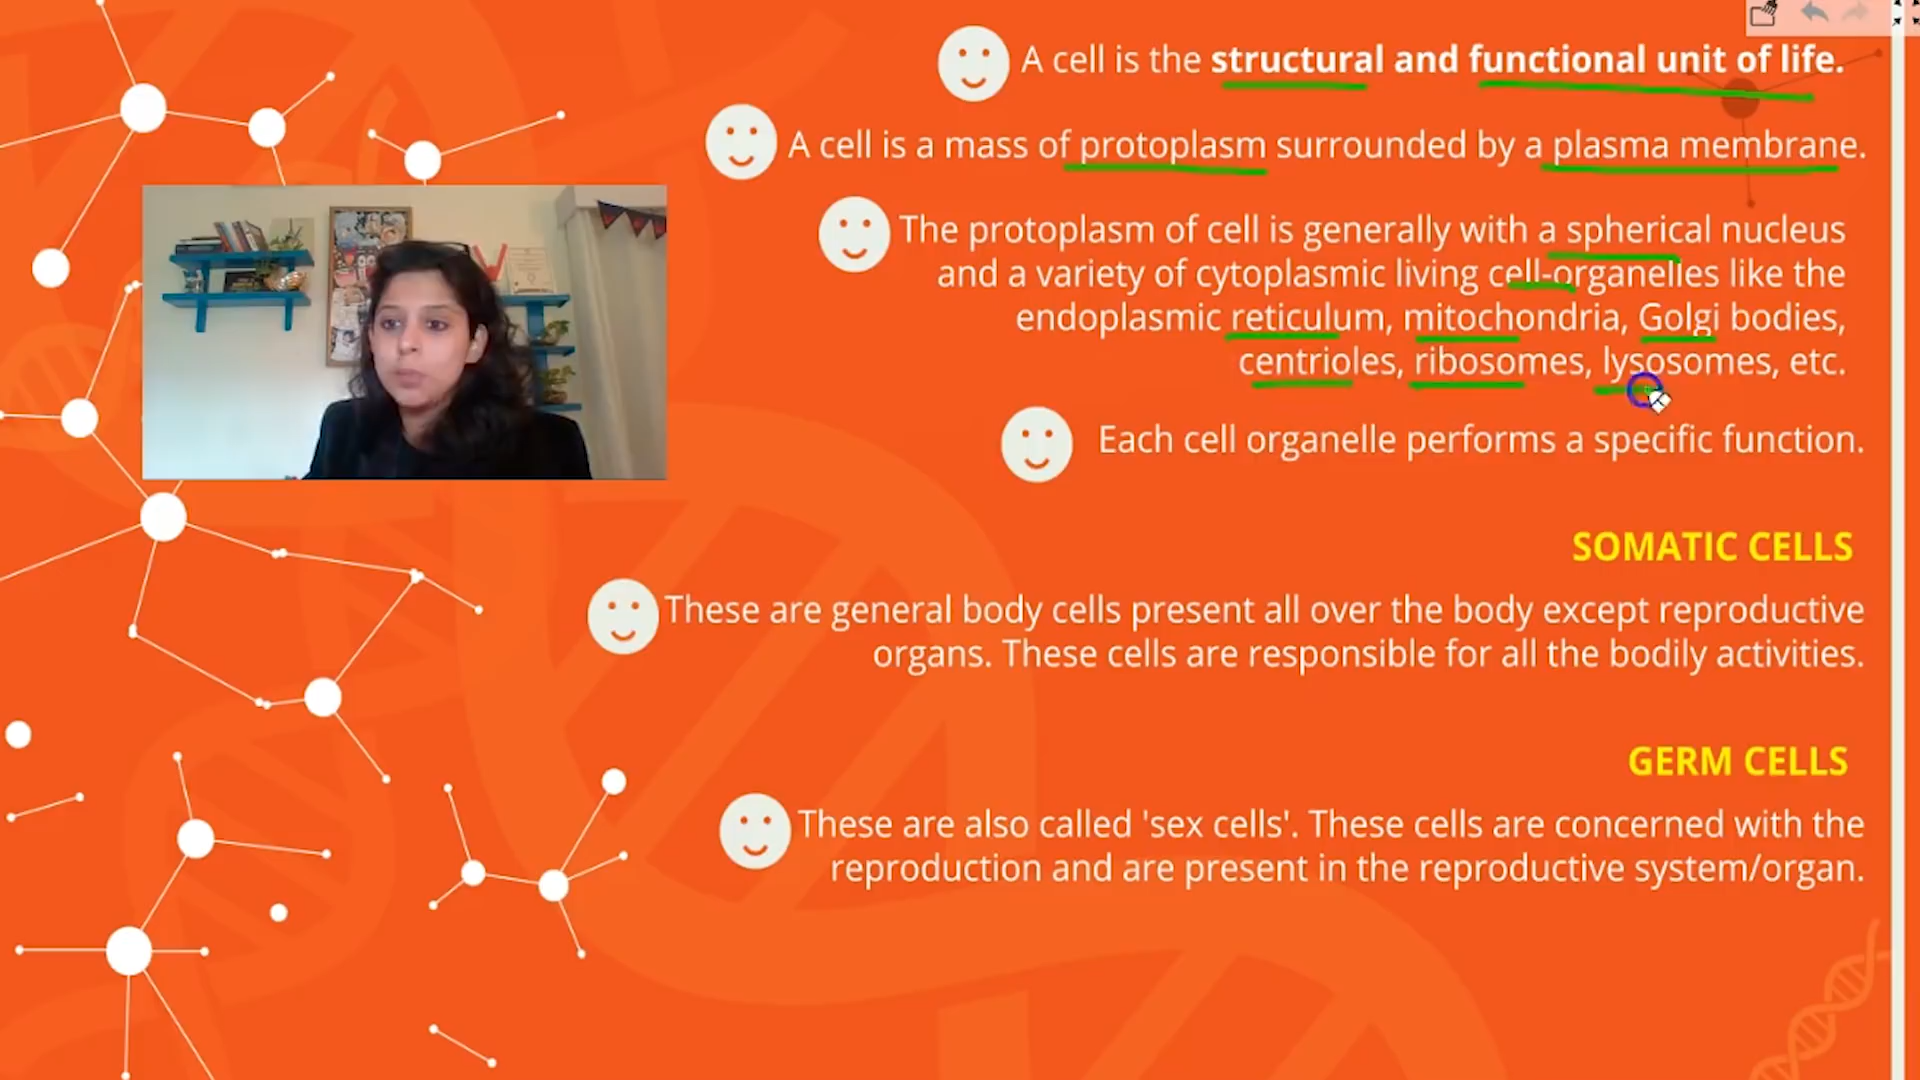 A cell is the structural and functional unit of life.
A cell is a mass of protoplasm surrounded by a plasma membrane.
The protoplasm of cell is generally with a spherical nucleus
and a variety of cytoplasmic living cell-organelles like the
endoplasmic reticulum, mitochondria, Golgi bodies,
centrioles, ribosomes, lysosomes, etc.
Each cell organelle performs a specific function.
SOMATIC CELLS
These are general body cells present all over the body except reproductive
organs. These cells are responsible for all the bodily activities.
GERM CELLS
These are also called 'sex cells'. These cells are concerned with the
reproduction and are present in the reproductive system/organ.